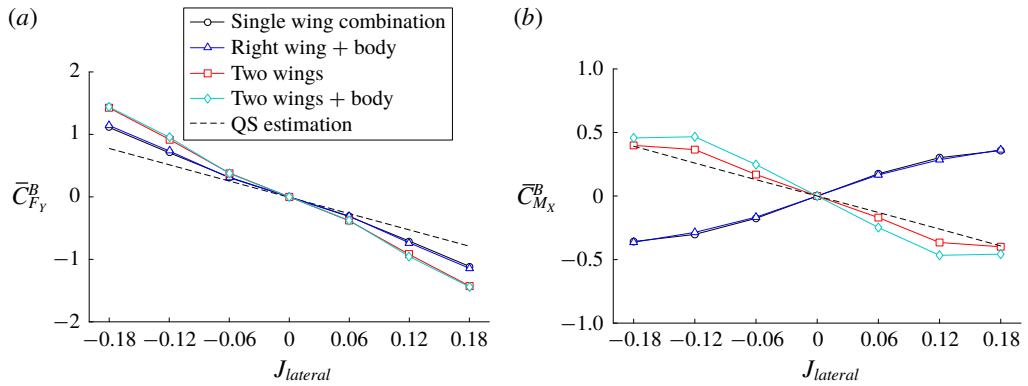 (a)
Single wing combination
Right wing + body
Two wings
Two wings + body
QS estimation
2
1
0
−1
−2
C̅^B_{F_Y}
−0.18 −0.12 −0.06 0 0.06 0.12 0.18
J_{lateral}
(b)
1.0
0.5
0
−0.5
−1.0
C̅^B_{M_X}
−0.18 −0.12 −0.06 0 0.06 0.12 0.18
J_{lateral}